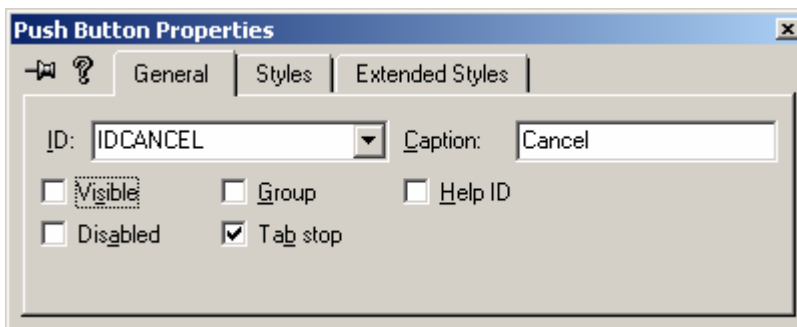 Push Button Properties
General Styles Extended Styles
ID: IDCANCEL Caption: Cancel
Visible Group Help ID
Disabled Tab stop